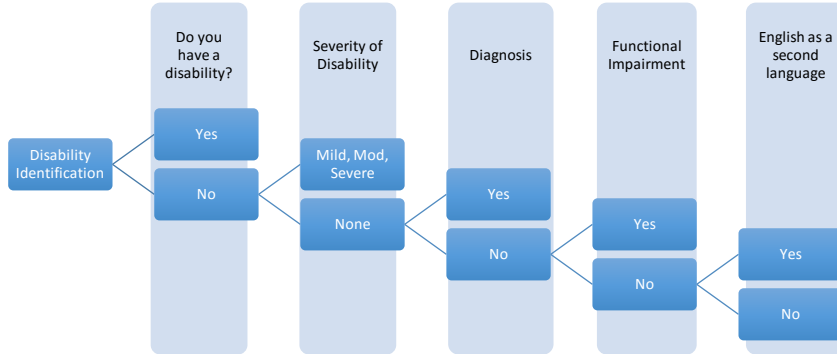 Do you
have a
disability?
Severity of
Disability
Diagnosis
Functional
Impairment
English as a
second
language
Disability
Identification
Yes
No
Mild, Mod,
Severe
None
Yes
No
Yes
No
Yes
No